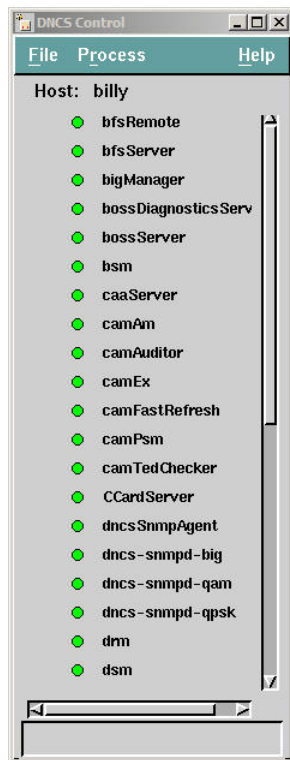 DNCS Control
File Process Help
Host: billy
bfsRemote
bfsServer
bigManager
bossDiagnosticsServ
bossServer
bsm
caaServer
camAm
camAuditor
camEx
camFastRefresh
camPsm
camTedChecker
CCardServer
dncsSnmpAgent
dncs-snmpd-big
dncs-snmpd-qam
dncs-snmpd-qpsk
drm
dsm